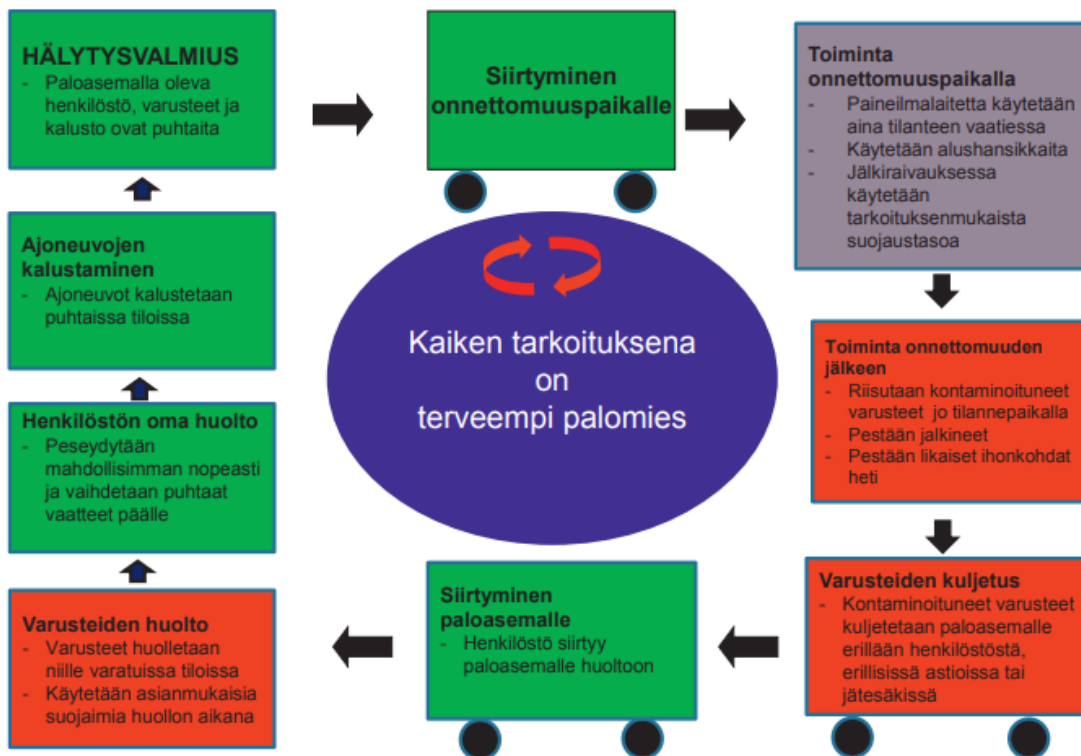 HÄLYTYSVALMIUS
- Paloasemalla oleva
henkilöstö, varusteet ja
kalusto ovat puhtaita
Siirtyminen
onnettomuuspaikalle
Toiminta
onnettomuuspaikalla
- Paineilmalaitetta käytetään
aina tilanteen vaatiessa
- Käytetään alushansikkaita
- Jälkiraivauksessa
käytetään
tarkoituksenmukaista
suojaustasoa
Toiminta onnettomuuden
jälkeen
- Riisutaan kontaminoituneet
varusteet jo tilannepaikalla
- Pestään jalkineet
- Pestään likaiset ihonkohdat
heti
Varusteiden kuljetus
- Kontaminoituneet varusteet
kuljetetaan paloasemalle
erillään henkilöstöstä,
erillisissä astioissa tai
jätesäkissä
Siirtyminen
paloasemalle
- Henkilöstö siirtyy
paloasemalle huoltoon
Varusteiden huolto
- Varusteet huolletaan
niille varatuissa tiloissa
- Käytetään asianmukaisia
suojaimia huollon aikana
Henkilöstön oma huolto
- Peseydytään
mahdollisimman nopeasti
ja vaihdetaan puhtaat
vaatteet päälle
Ajoneuvojen
kalustaminen
- Ajoneuvot kalustetaan
puhtaissa tiloissa
Kaiken tarkoituksena
on
terveempi palomies